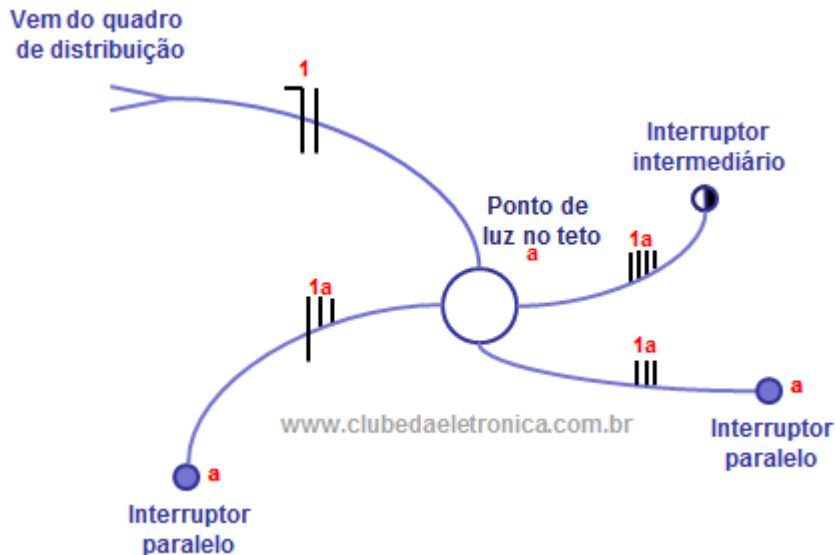 Vem do quadro
de distribuição
1
Interruptor
intermediário
Ponto de
luz no teto
a
1a
1a
1a
a
www.clubedaeletronica.com.br
Interruptor
paralelo
a
Interruptor
paralelo